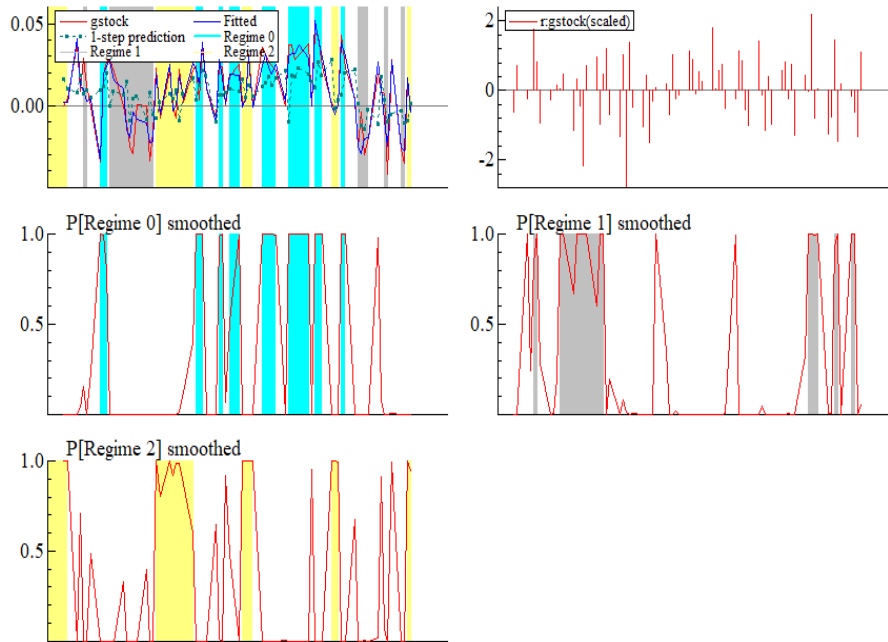 0.05
0.00
gstock
Fitted
1-step prediction
Regime 0
Regime 1
Regime 2
2
0
-2
r:gstock(scaled)
P[Regime 0] smoothed
1.0
0.5
P[Regime 1] smoothed
1.0
0.5
P[Regime 2] smoothed
1.0
0.5